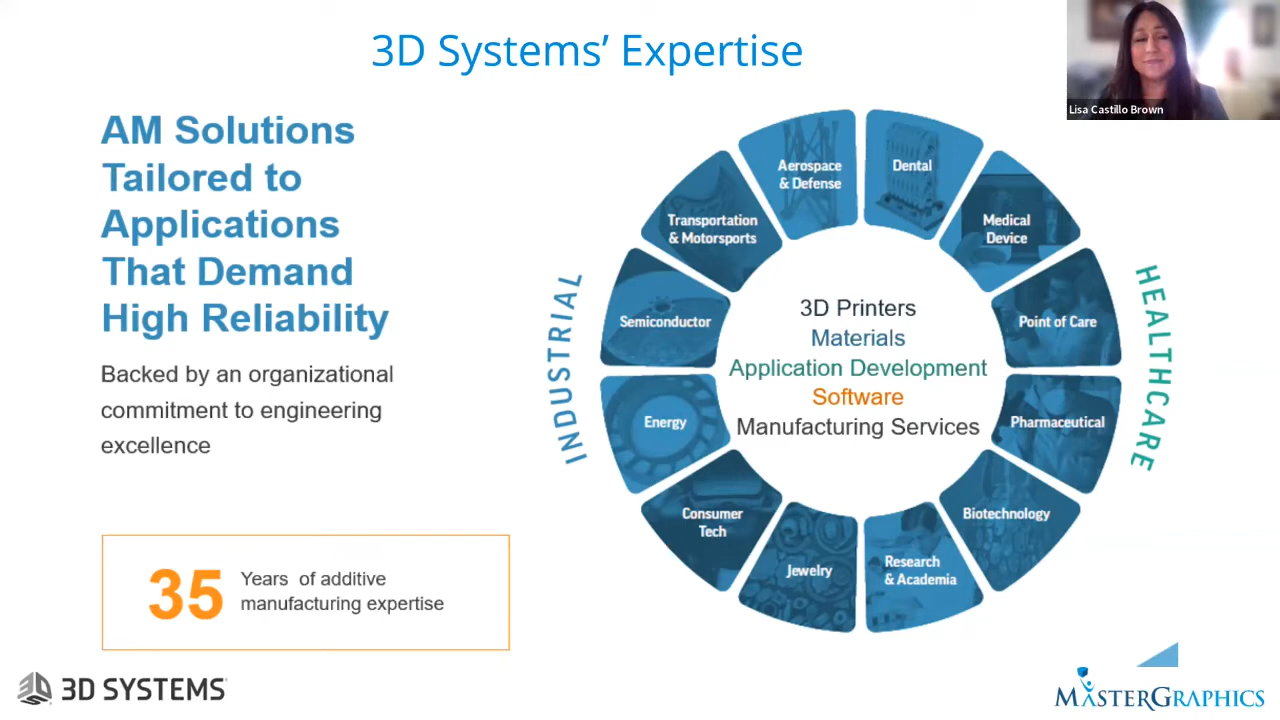 3D Systems’ Expertise
Lisa Castillo Brown
AM Solutions
Tailored to
Applications
That Demand
High Reliability
Backed by an organizational
commitment to engineering
excellence
35
Years of additive
manufacturing expertise
INDUSTRIAL
HEALTHCARE
Aerospace
& Defense
Dental
Transportation
& Motorsports
Medical
Device
Semiconductor
Point of Care
Energy
Pharmaceutical
Consumer
Tech
Biotechnology
Jewelry
Research
& Academia
3D Printers
Materials
Application Development
Software
Manufacturing Services
3D SYSTEMS
MASTERGRAPHICS